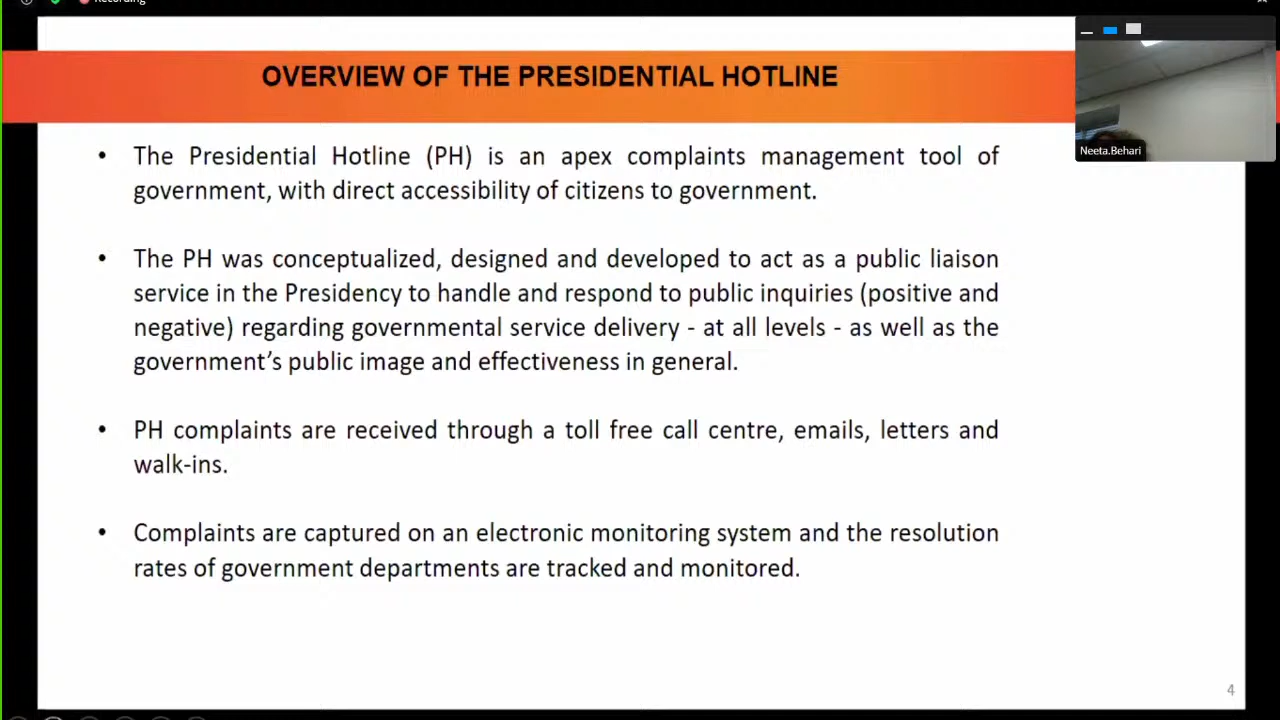 Recording
OVERVIEW OF THE PRESIDENTIAL HOTLINE
Neeta.Behari
• The Presidential Hotline (PH) is an apex complaints management tool of
government, with direct accessibility of citizens to government.
• The PH was conceptualized, designed and developed to act as a public liaison
service in the Presidency to handle and respond to public inquiries (positive and
negative) regarding governmental service delivery - at all levels - as well as the
government’s public image and effectiveness in general.
• PH complaints are received through a toll free call centre, emails, letters and
walk-ins.
• Complaints are captured on an electronic monitoring system and the resolution
rates of government departments are tracked and monitored.
4